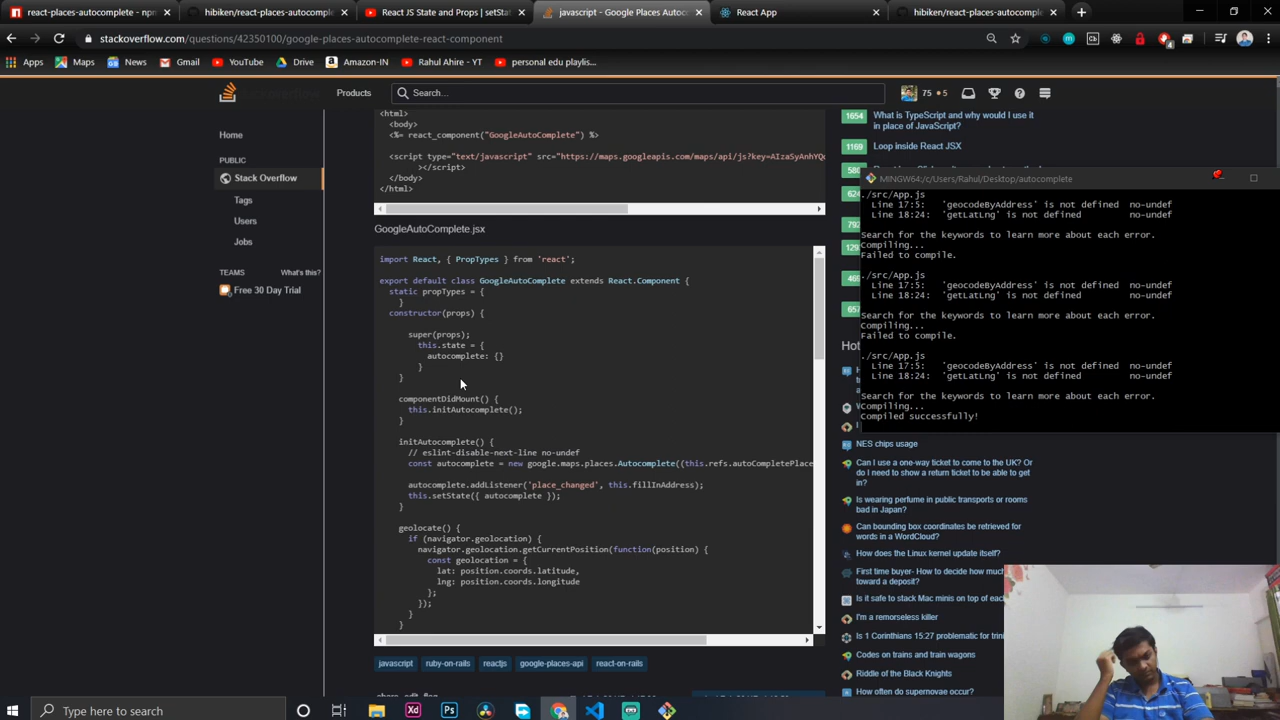 react-places-autocomplete - npm
hibiken/react-places-autocomple
React JS State and Props | setSta
javascript - Google Places Autoc
React App
hibiken/react-places-autocomple
stackoverflow.com/questions/42350100/google-places-autocomplete-react-component
Apps
Maps
News
Gmail
YouTube
Drive
Amazon-IN
Rahul Ahire - YT
personal edu playlis...
4
Products
Search...
75 • 5
Home
PUBLIC
Stack Overflow
Tags
Users
Jobs
TEAMS
What's this?
Free 30 Day Trial
<html>
<body>
<%= react_component("GoogleAutoComplete") %>
<script type="text/javascript" src="https://maps.googleapis.com/maps/api/js?key=AIzaSyAnhYQ
></script>
</body>
</html>
GoogleAutoComplete.jsx
import React, { PropTypes } from 'react';
export default class GoogleAutoComplete extends React.Component {
static propTypes = {
}
constructor(props) {
super(props);
this.state = {
autocomplete: {}
}
}
componentDidMount() {
this.initAutocomplete();
}
initAutocomplete() {
// eslint-disable-next-line no-undef
const autocomplete = new google.maps.places.Autocomplete((this.refs.autoCompletePlace
autocomplete.addListener('place_changed', this.fillInAddress);
this.setState({ autocomplete });
}
geolocate() {
if (navigator.geolocation) {
navigator.geolocation.getCurrentPosition(function(position) {
const geolocation = {
lat: position.coords.latitude,
lng: position.coords.longitude
};
});
}
}
javascript
ruby-on-rails
reactjs
google-places-api
react-on-rails
1654
What is TypeScript and why would I use it
in place of JavaScript?
1169
Loop inside React JSX
MINGW64:/c/Users/Rahul/Desktop/autocomplete
./src/App.js
Line 17:5: 'geocodeByAddress' is not defined no-undef
Line 18:24: 'getLatLng' is not defined no-undef
Search for the keywords to learn more about each error.
Compiling...
Failed to compile.
./src/App.js
Line 17:5: 'geocodeByAddress' is not defined no-undef
Line 18:24: 'getLatLng' is not defined no-undef
Search for the keywords to learn more about each error.
Compiling...
Failed to compile.
./src/App.js
Line 17:5: 'geocodeByAddress' is not defined no-undef
Line 18:24: 'getLatLng' is not defined no-undef
Search for the keywords to learn more about each error.
Compiling...
Compiled successfully!
NES chips usage
Can I use a one-way ticket to come to the UK? Or
do I need to show a return ticket to be able to get
in?
Is wearing perfume in public transports or rooms
bad in Japan?
Can bounding box coordinates be retrieved for
words in a WordCloud?
How does the Linux kernel update itself?
First time buyer- How to decide how much
toward a deposit?
Is it safe to stack Mac minis on top of each
I'm a remorseless killer
Is 1 Corinthians 15:27 problematic for trini
Codes on trains and train wagons
Riddle of the Black Knights
How often do supernovae occur?
Type here to search